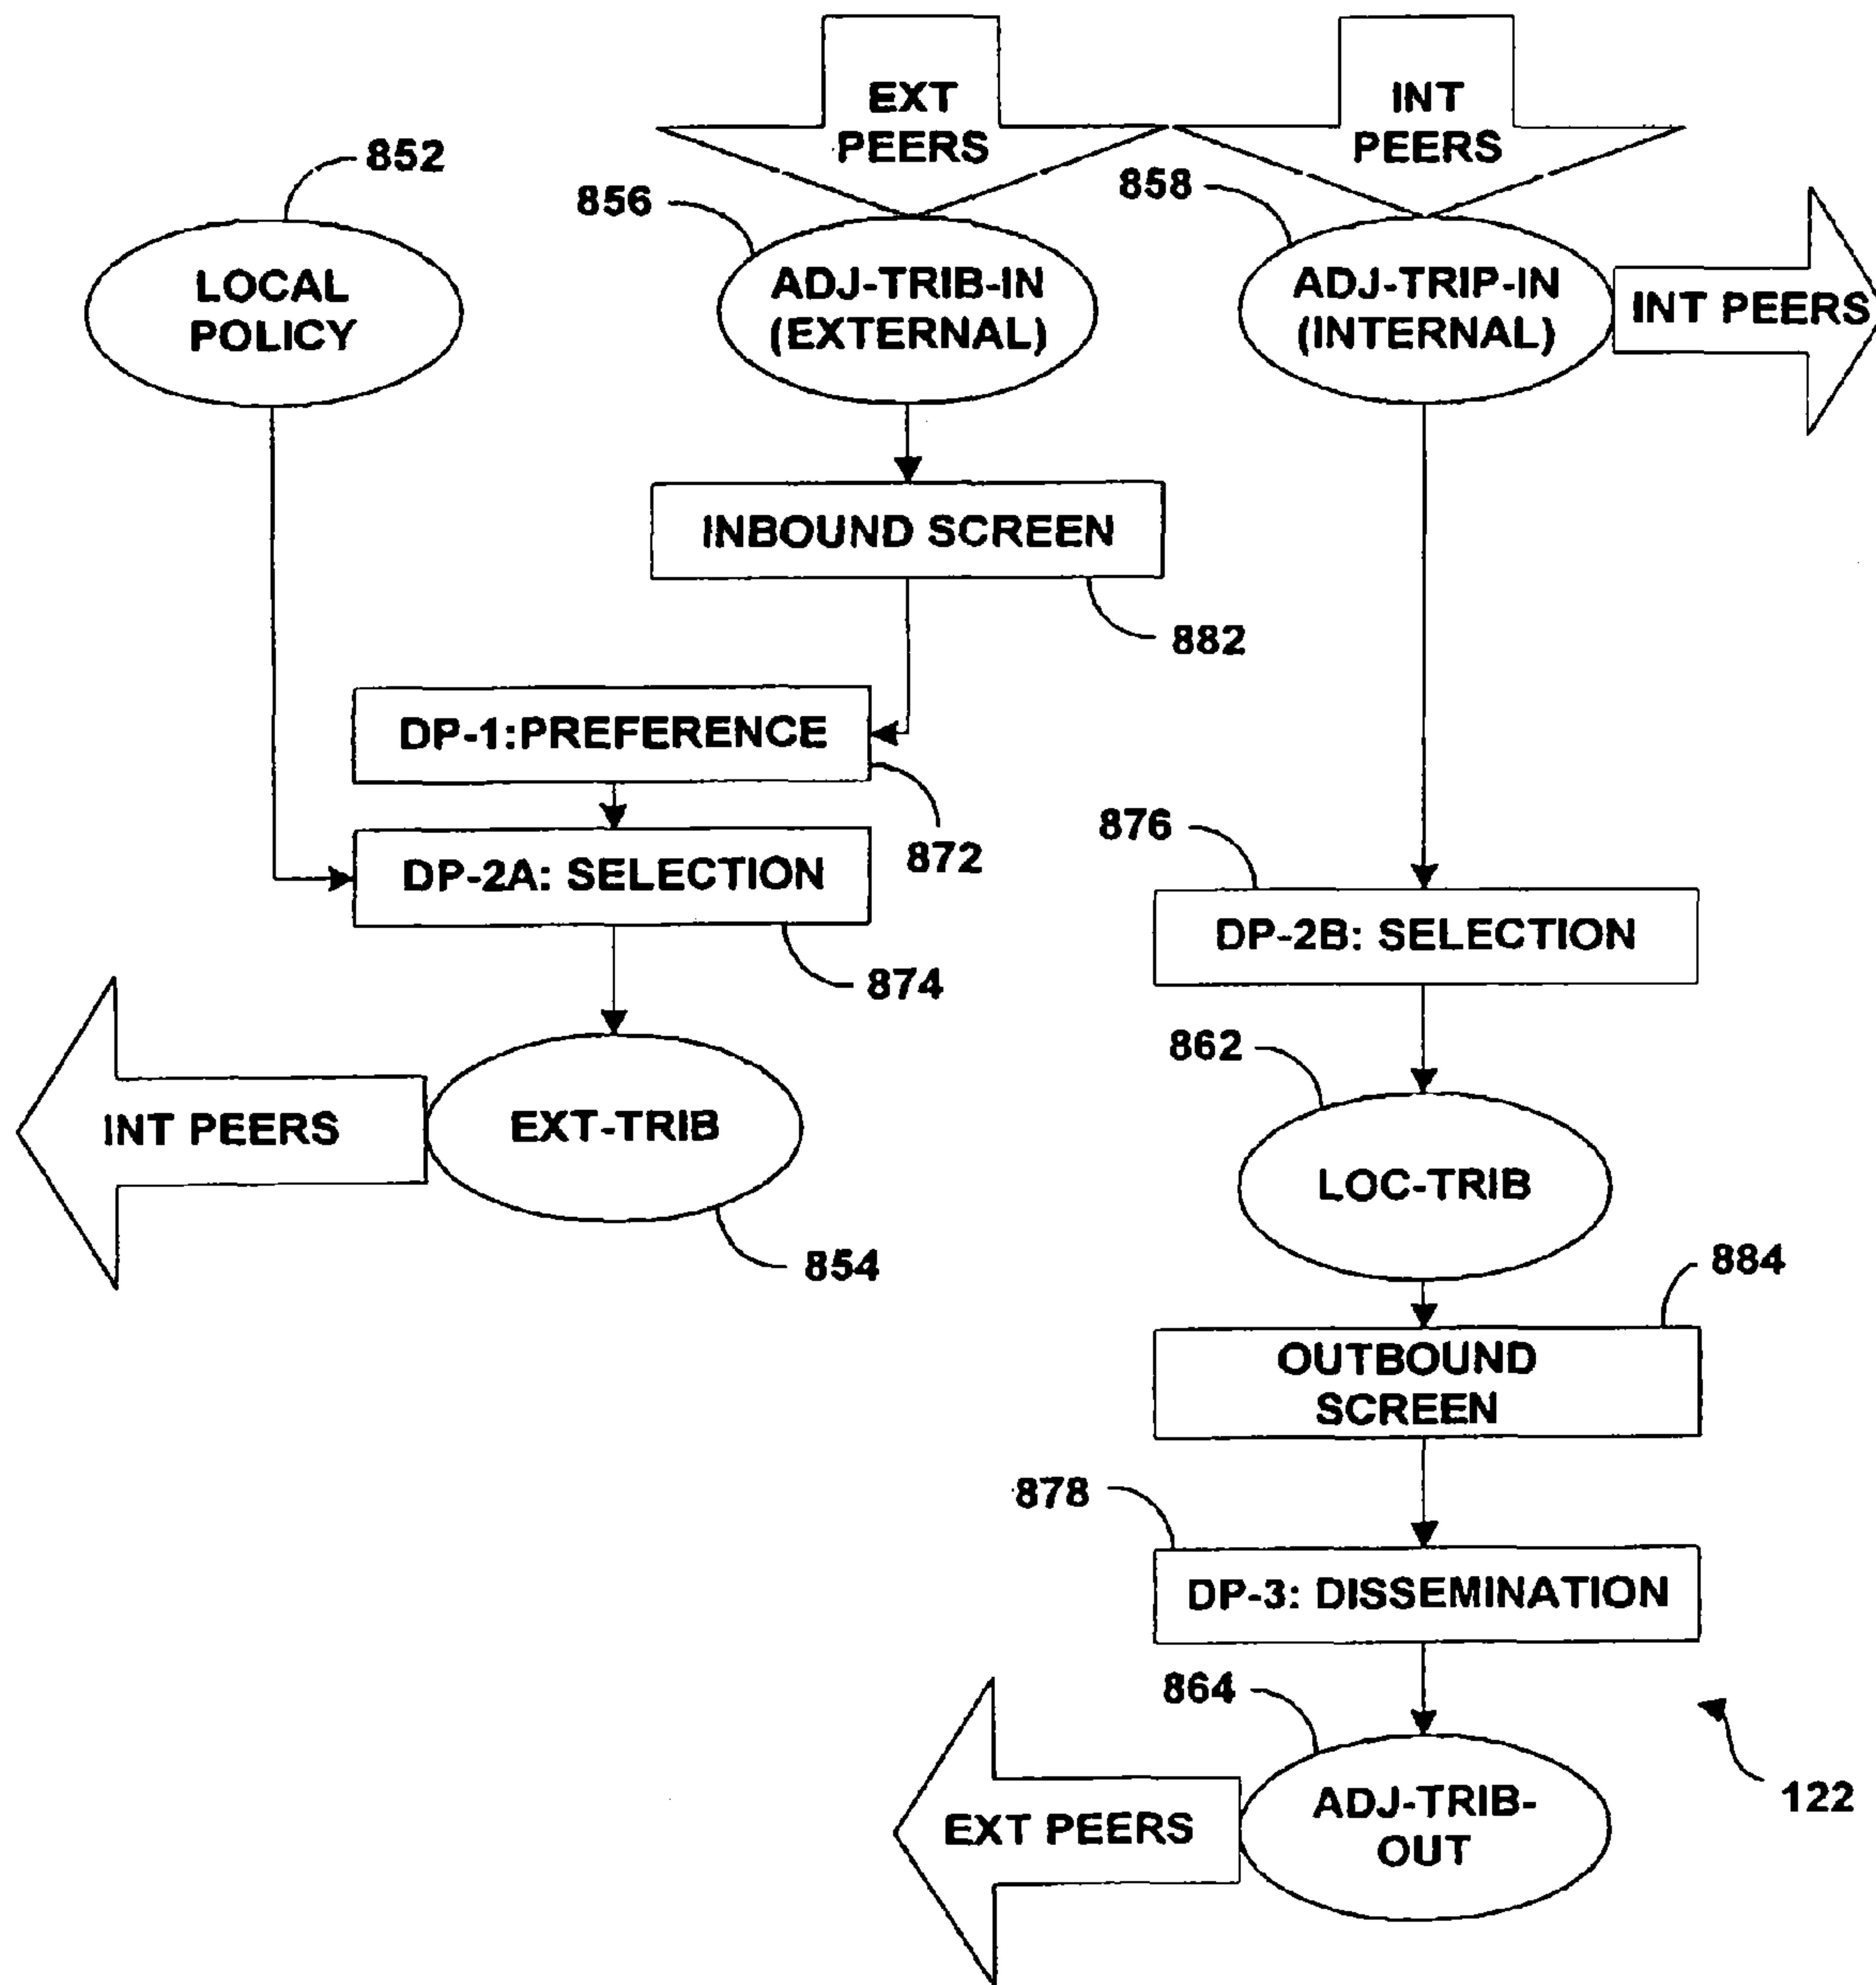 EXT
PEERS
INT
PEERS
852
856
858
LOCAL
POLICY
ADJ-TRIB-IN
(EXTERNAL)
ADJ-TRIP-IN
(INTERNAL)
INT PEERS
INBOUND SCREEN
882
DP-1:PREFERENCE
872
876
DP-2A: SELECTION
DP-2B: SELECTION
874
862
INT PEERS
EXT-TRIB
LOC-TRIB
854
884
OUTBOUND
SCREEN
878
DP-3: DISSEMINATION
864
122
EXT PEERS
ADJ-TRIB-
OUT